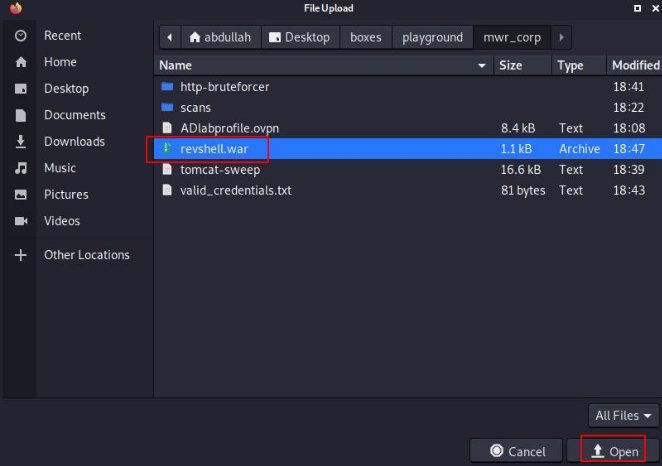 File Upload
Recent
Home
Desktop
Documents
Downloads
Music
Pictures
Videos
Other Locations
abdullah Desktop boxes playground mwr_corp
Name Size Type Modified
http-bruteforcer 18:41
scans 18:22
ADlabprofile.ovpn 8.4 kB Text 18:08
revshell.war 1.1 kB Archive 18:47
tomcat-sweep 16.6 kB Text 18:39
valid_credentials.txt 81 bytes Text 18:43
All Files
Cancel Open